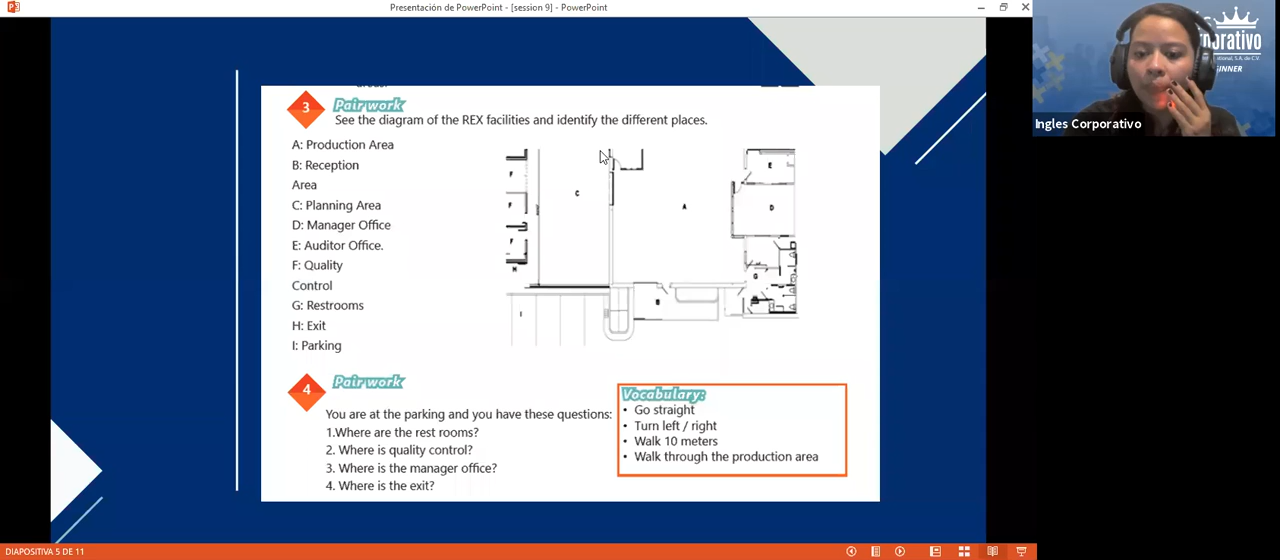 Presentación de PowerPoint - [session 9] - PowerPoint
3
Pair work
See the diagram of the REX facilities and identify the different places.
A: Production Area
B: Reception
Area
C: Planning Area
D: Manager Office
E: Auditor Office.
F: Quality
Control
G: Restrooms
H: Exit
I: Parking
F
F
F
H
I
C
A
B
E
D
G
4
Pair work
You are at the parking and you have these questions:
1.Where are the rest rooms?
2. Where is quality control?
3. Where is the manager office?
4. Where is the exit?
Vocabulary:
• Go straight
• Turn left / right
• Walk 10 meters
• Walk through the production area
DIAPOSITIVA 5 DE 11
Ingles Corporativo